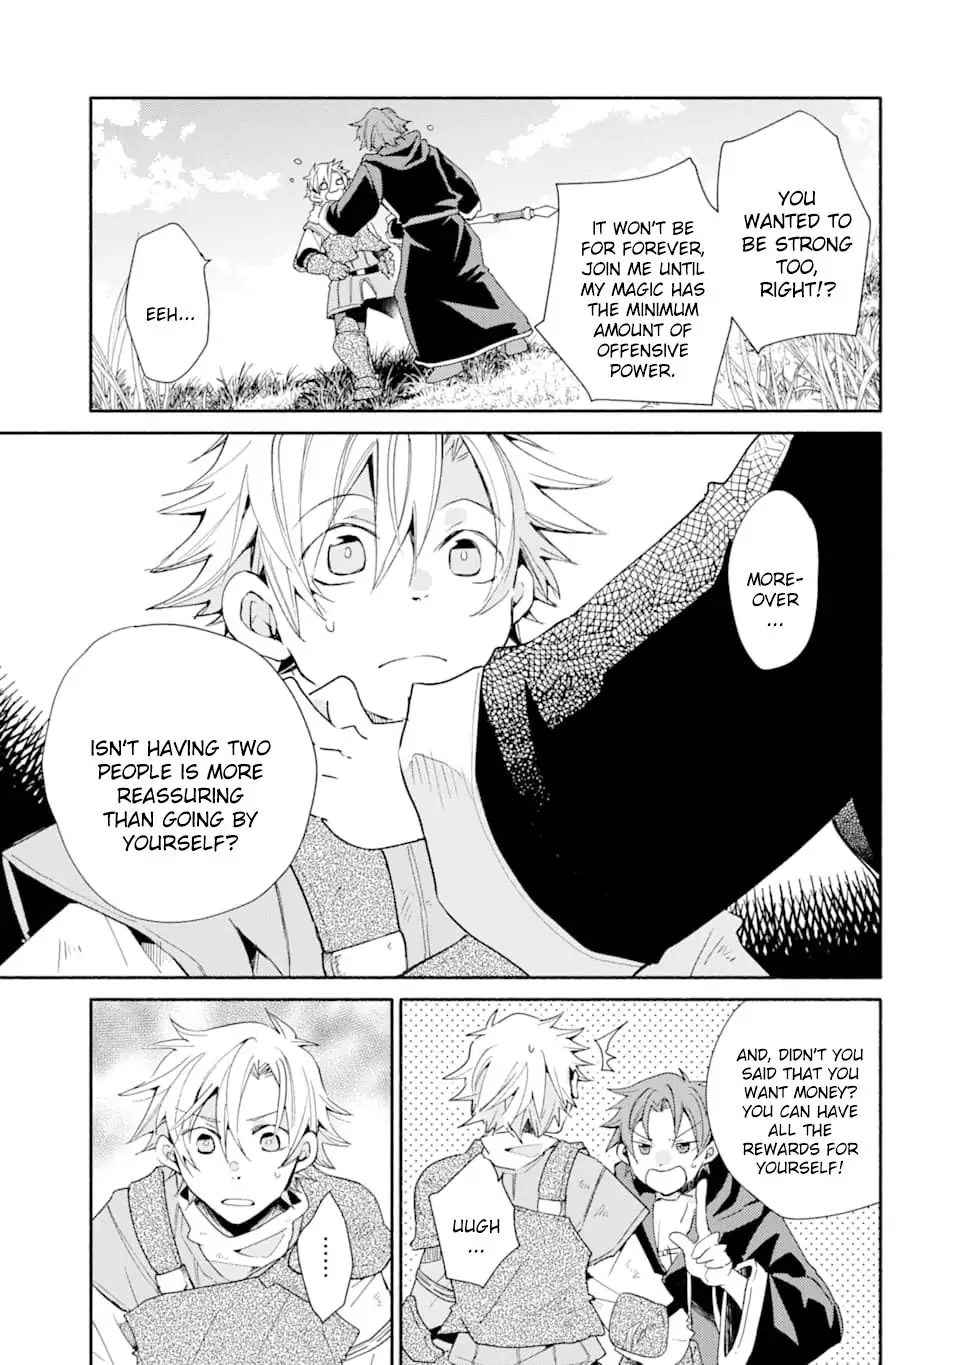 YOU
WANTED TO
BE STRONG
TOO,
RIGHT!?
IT WON'T BE
FOR FOREVER,
JOIN ME UNTIL
MY MAGIC HAS
THE MINIMUM
AMOUNT OF
OFFENSIVE
POWER.
EEH...
MORE-
OVER
...
ISN'T HAVING TWO
PEOPLE IS MORE
REASSURING
THAN GOING BY
YOURSELF?
AND, DIDN'T YOU
SAID THAT YOU
WANT MONEY?
YOU CAN HAVE
ALL THE
REWARDS FOR
YOURSELF!
UUGH
...
......